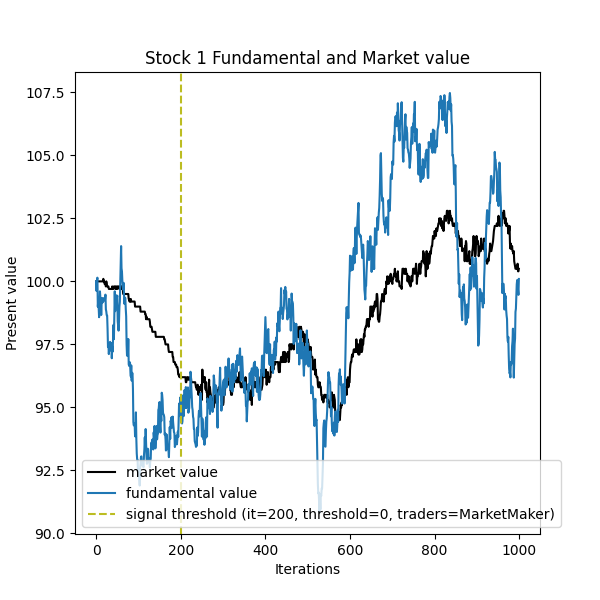 Stock 1 Fundamental and Market value
Present value
107.5
105.0
102.5
100.0
97.5
95.0
92.5
90.0
market value
fundamental value
signal threshold (it=200, threshold=0, traders=MarketMaker)
0 200 400 600 800 1000
Iterations